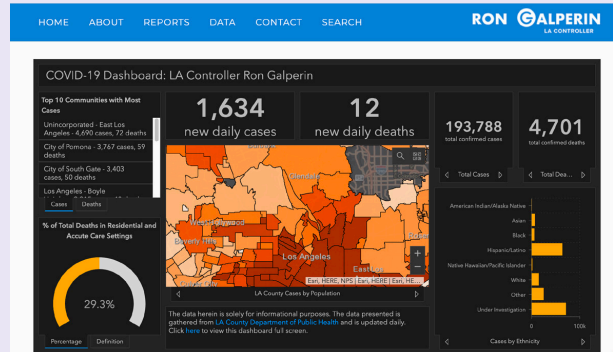 HOME ABOUT REPORTS DATA CONTACT SEARCH
RON GALPERIN
LA CONTROLLER
COVID-19 Dashboard: LA Controller Ron Galperin
Top 10 Communities with Most
Cases
Unincorporated - East Los
Angeles - 4,690 cases, 72 deaths
City of Pomona - 3,767 cases, 59
deaths
City of South Gate - 3,403
cases, 50 deaths
Los Angeles - Boyle
Cases Deaths
1,634
new daily cases
12
new daily deaths
193,788
total confirmed cases
Total Cases
4,701
total confirmed deaths
Total Dea...
Glendale
Beverly Hills
Los Angeles
East Los
Esri, HERE, NPS | Esri, HERE | Esri, HE...
LA County Cases by Population
% of Total Deaths in Residential and
Accute Care Settings
29.3%
Percentage Definition
The data herein is solely for informational purposes. The data presented is
gathered from LA County Department of Public Health and is updated daily.
Click here to view this dashboard full screen.
American Indian/Alaska Native
Asian
Black
Hispanic/Latino
Native Hawaiian/Pacific Islander
White
Other
Under Investigation
0 100k
Cases by Ethnicity